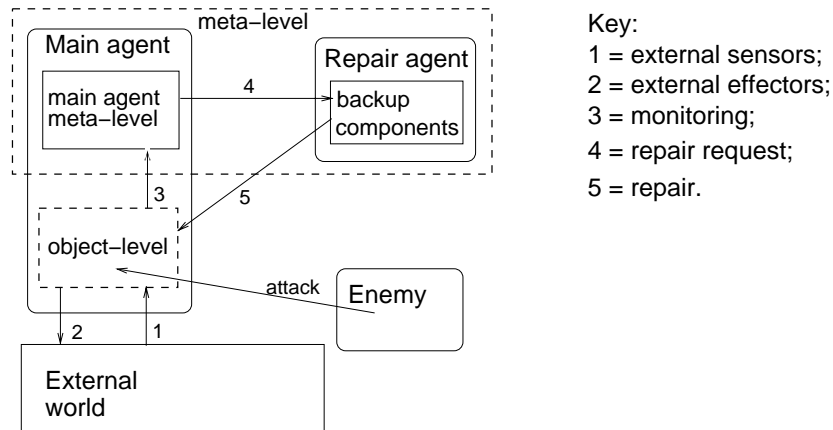 meta−level
Main agent
Repair agent
main agent
meta−level
4
backup
components
3
5
object−level
attack
Enemy
2
1
External
world
Key:
1 = external sensors;
2 = external effectors;
3 = monitoring;
4 = repair request;
5 = repair.